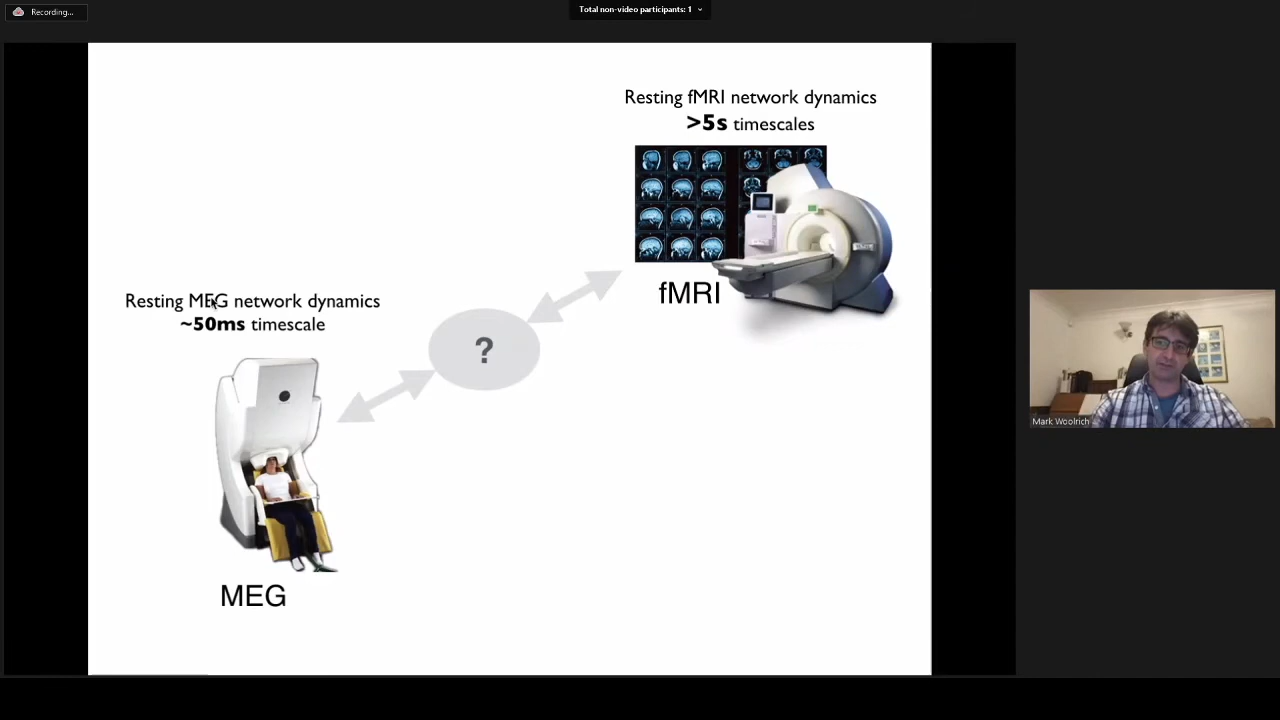 Recording...
Total non-video participants: 1
Resting fMRI network dynamics
>5s timescales
fMRI
Resting MEG network dynamics
~50ms timescale
?
MEG
Mark Woolrich